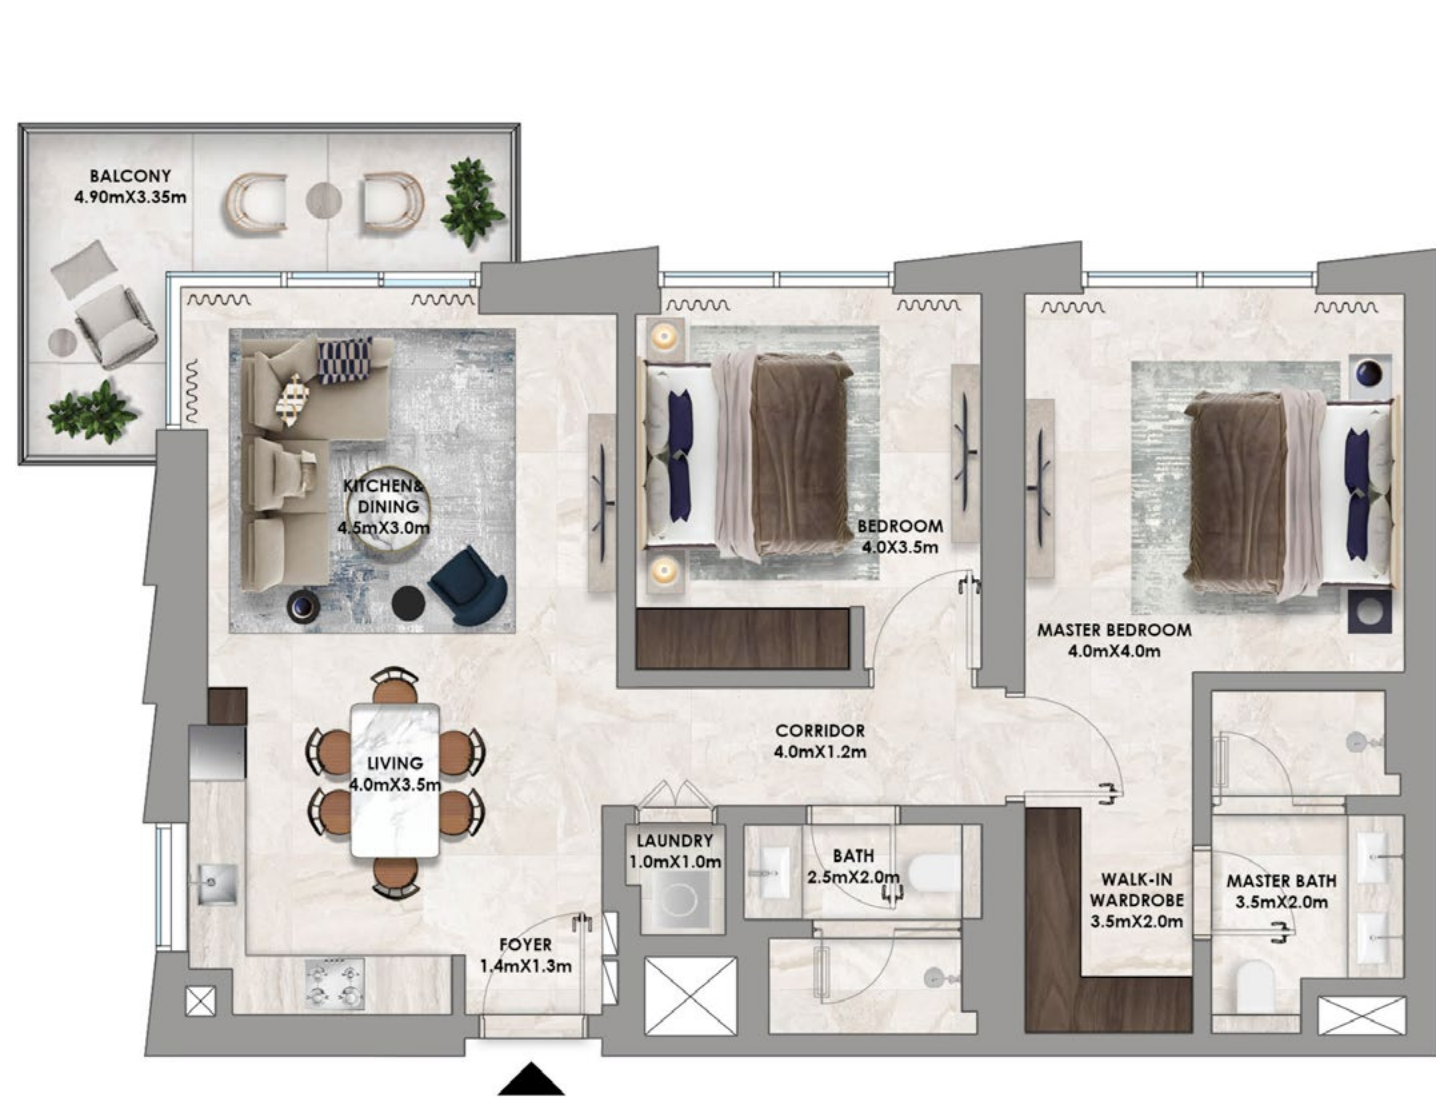 BALCONY
4.90mX3.35m
KITCHEN&
DINING
4.5mX3.0m
BEDROOM
4.0X3.5m
MASTER BEDROOM
4.0mX4.0m
LIVING
4.0mX3.5m
CORRIDOR
4.0mX1.2m
LAUNDRY
1.0mX1.0m
BATH
2.5mX2.0m
WALK-IN
WARDROBE
3.5mX2.0m
MASTER BATH
3.5mX2.0m
FOYER
1.4mX1.3m